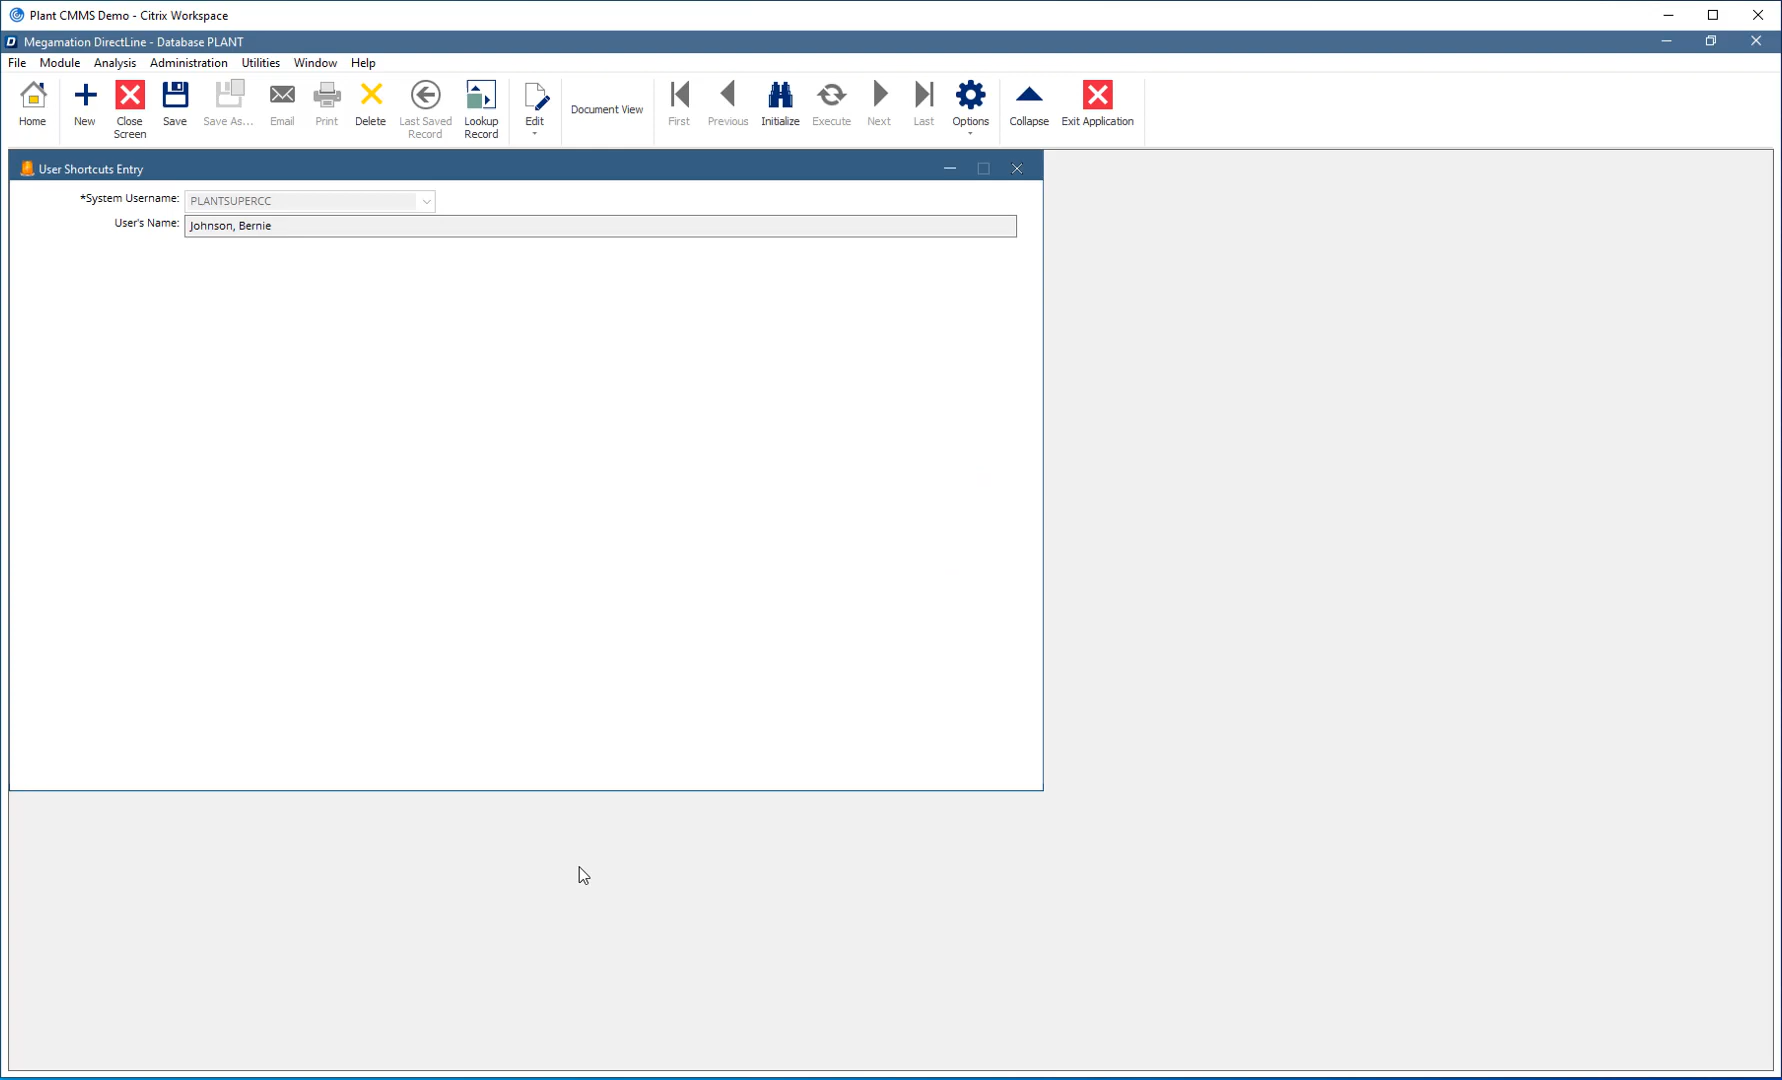 Plant CMMS Demo - Citrix Workspace
Megamation DirectLine - Database PLANT
File Module Analysis Administration Utilities Window Help
Home New Close Screen Save Save As... Email Print Delete Last Saved Record Lookup Record Edit Document View First Previous Initialize Execute Next Last Options Collapse Exit Application
User Shortcuts Entry
*System Username: PLANTSUPERCC
User's Name: Johnson, Bernie